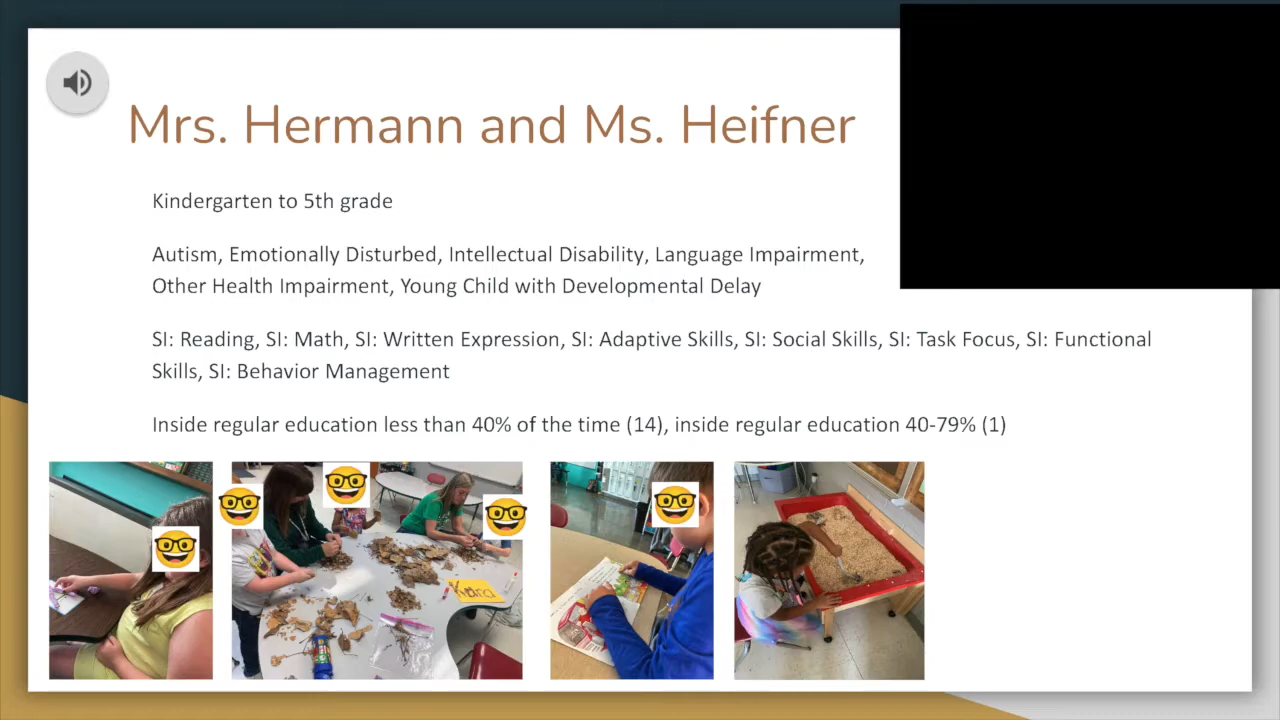 Mrs. Hermann and Ms. Heifner
Kindergarten to 5th grade
Autism, Emotionally Disturbed, Intellectual Disability, Language Impairment,
Other Health Impairment, Young Child with Developmental Delay
SI: Reading, SI: Math, SI: Written Expression, SI: Adaptive Skills, SI: Social Skills, SI: Task Focus, SI: Functional
Skills, SI: Behavior Management
Inside regular education less than 40% of the time (14), inside regular education 40-79% (1)